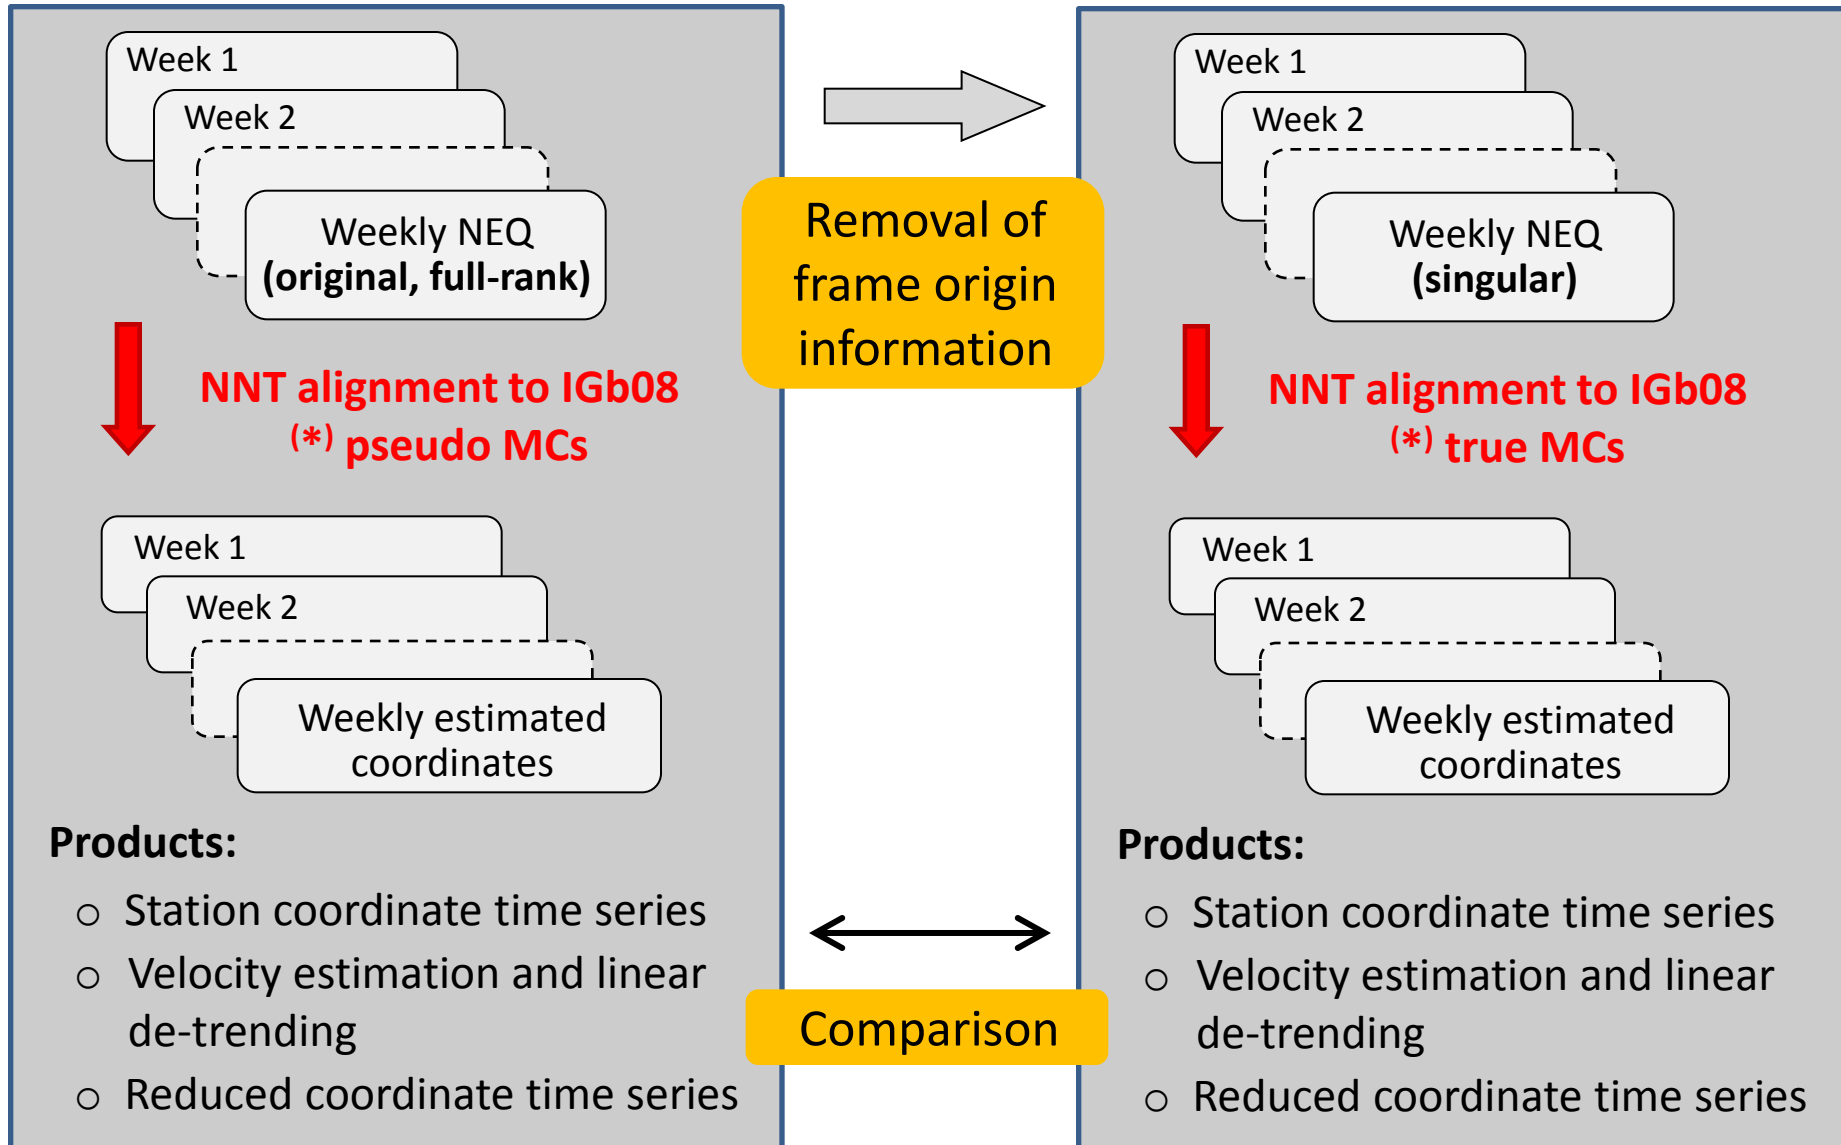 Week 1
Week 2
Weekly NEQ
(original, full-rank)
NNT alignment to IGb08
(*) pseudo MCs
Week 1
Week 2
Weekly estimated
coordinates
Products:
o Station coordinate time series
o Velocity estimation and linear
de-trending
o Reduced coordinate time series
Removal of
frame origin
information
Comparison
Week 1
Week 2
Weekly NEQ
(singular)
NNT alignment to IGb08
(*) true MCs
Week 1
Week 2
Weekly estimated
coordinates
Products:
o Station coordinate time series
o Velocity estimation and linear
de-trending
o Reduced coordinate time series